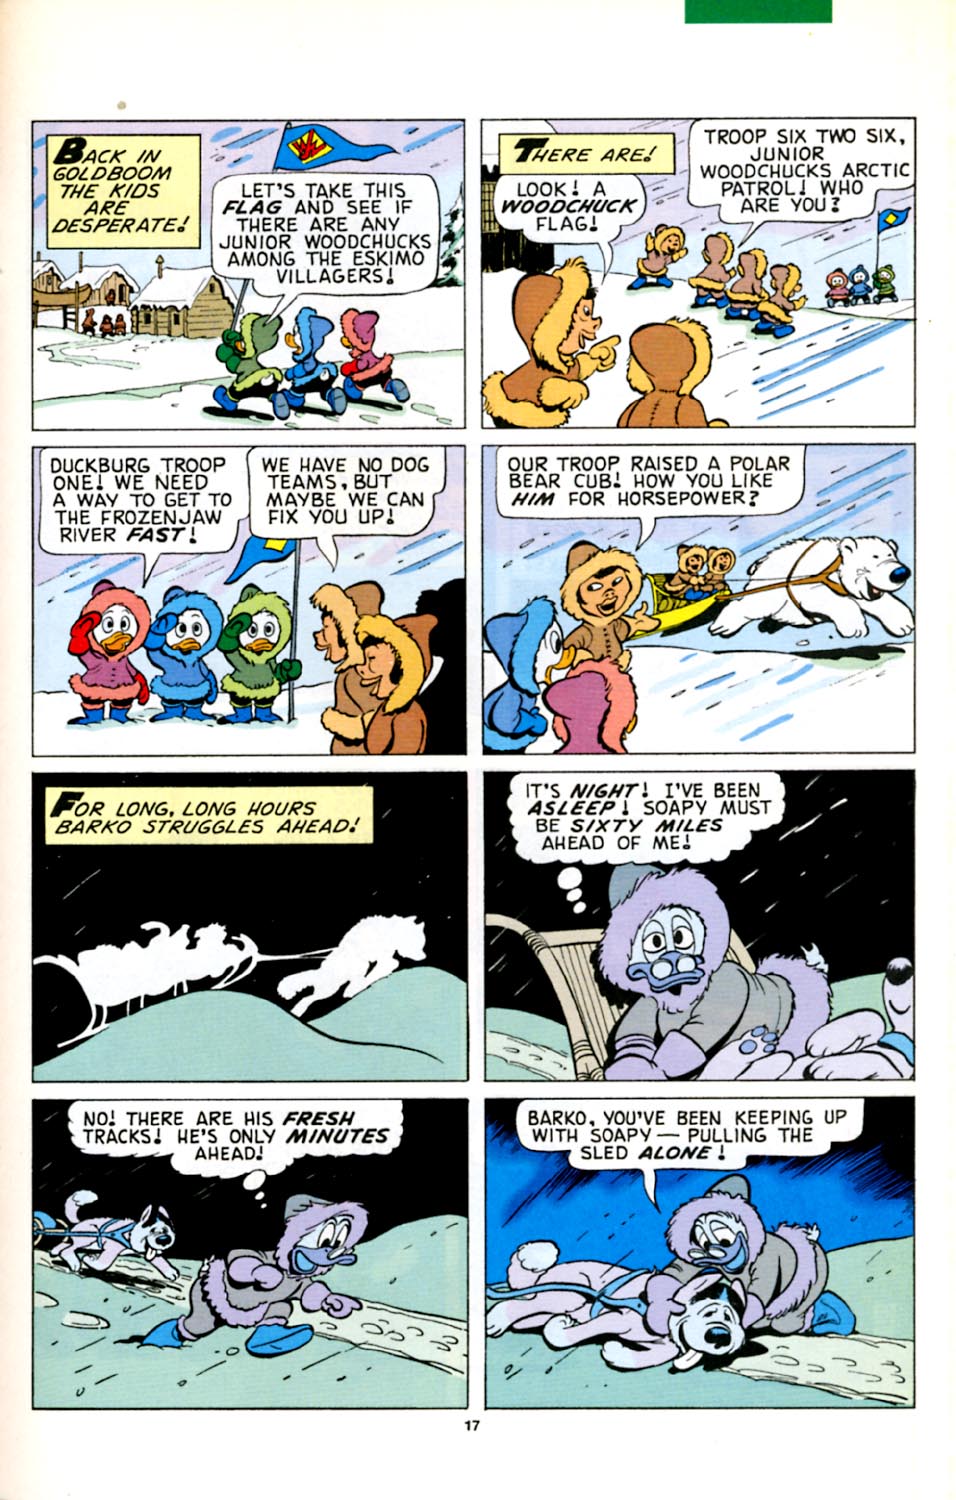 BACK IN
GOLDBOOM
THE KIDS
ARE
DESPERATE!
LET'S TAKE THIS
FLAG AND SEE IF
THERE ARE ANY
JUNIOR WOODCHUCKS
AMONG THE ESKIMO
VILLAGERS!
THERE ARE!
LOOK! A
WOODCHUCK
FLAG!
TROOP SIX TWO SIX,
JUNIOR
WOODCHUCKS ARCTIC
PATROL! WHO
ARE YOU?
DUCKBURG TROOP
ONE! WE NEED
A WAY TO GET TO
THE FROZENJAW
RIVER FAST!
WE HAVE NO DOG
TEAMS, BUT
MAYBE WE CAN
FIX YOU UP!
OUR TROOP RAISED A POLAR
BEAR CUB! HOW YOU LIKE
HIM FOR HORSEPOWER?
FOR LONG, LONG HOURS
BARKO STRUGGLES AHEAD!
IT'S NIGHT! I'VE BEEN
ASLEEP! SOAPY MUST
BE SIXTY MILES
AHEAD OF ME!
NO! THERE ARE HIS FRESH
TRACKS! HE'S ONLY MINUTES
AHEAD!
BARKO, YOU'VE BEEN KEEPING UP
WITH SOAPY — PULLING THE
SLED ALONE!
17